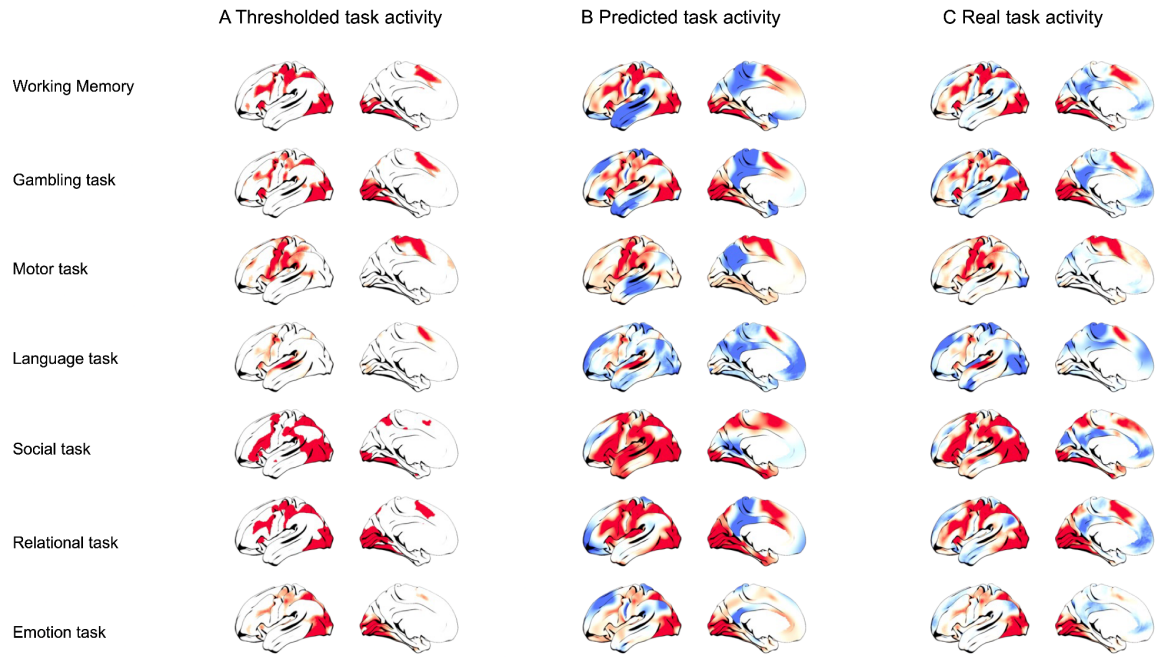 A Thresholded task activity
B Predicted task activity
C Real task activity
Working Memory
Gambling task
Motor task
Language task
Social task
Relational task
Emotion task